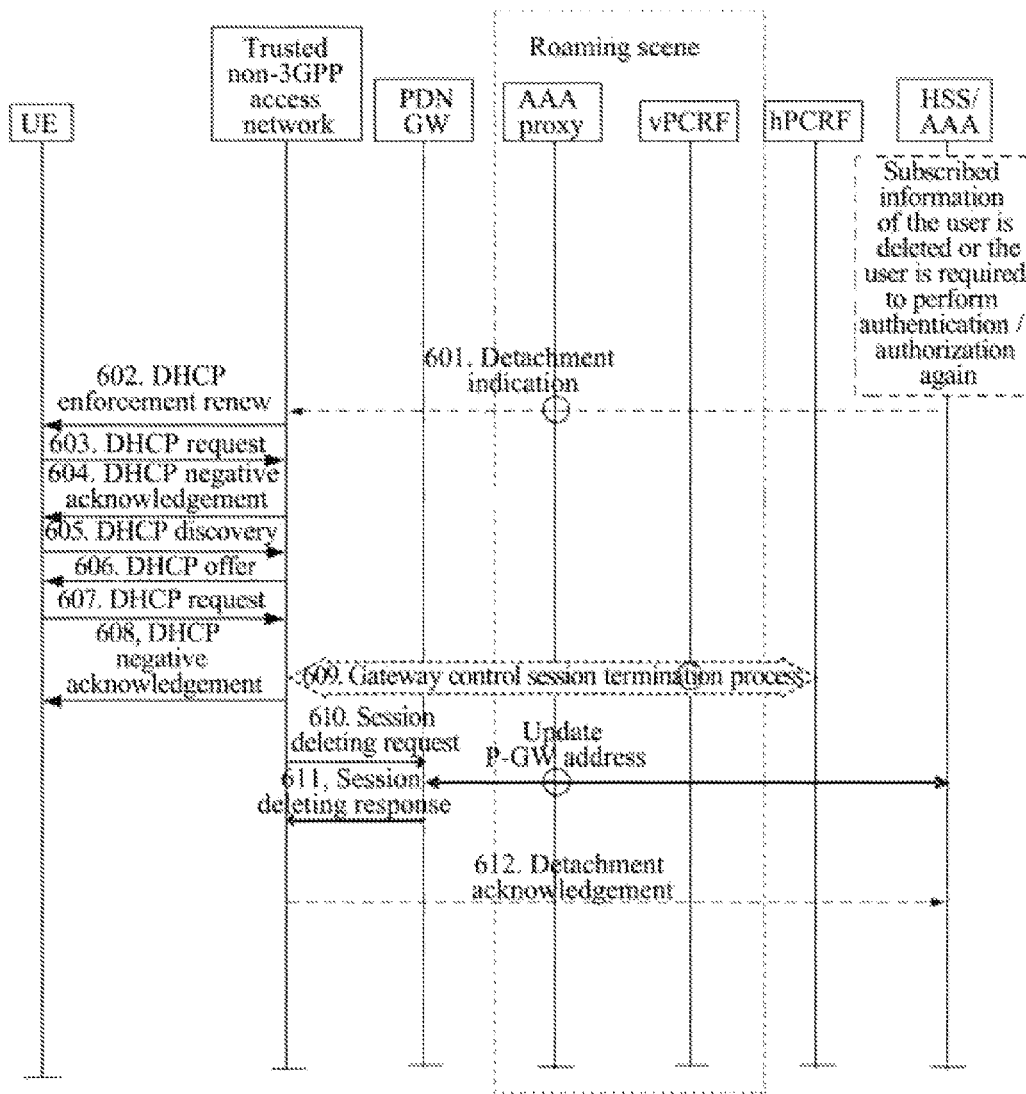 Roaming scene
UE
Trusted
non-3GPP
access
network
PDN
GW
AAA
proxy
vPCRF
hPCRF
HSS/
AAA
Subscribed
information
of the user is
deleted or the
user is required
to perform
authentication /
authorization
again
601. Detachment
indication
602. DHCP
enforcement renew
603. DHCP request
604. DHCP negative
acknowledgement
605. DHCP discovery
606. DHCP offer
607. DHCP request
608, DHCP
negative
acknowledgement
609. Gateway control session termination process
610. Session
deleting request
Update
P-GW address
611, Session
deleting response
612. Detachment
acknowledgement